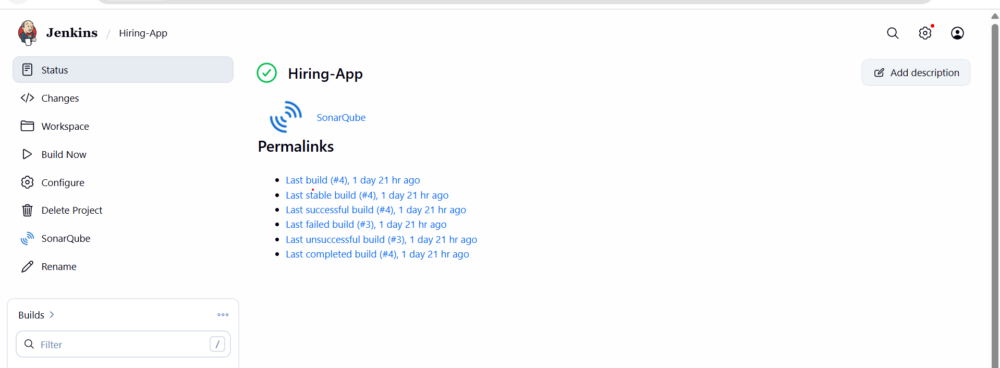 Jenkins / Hiring-App
Status
Changes
Workspace
Build Now
Configure
Delete Project
SonarQube
Rename
Builds
Filter /
Hiring-App
Add description
SonarQube
Permalinks
Last build (#4), 1 day 21 hr ago
Last stable build (#4), 1 day 21 hr ago
Last successful build (#4), 1 day 21 hr ago
Last failed build (#3), 1 day 21 hr ago
Last unsuccessful build (#3), 1 day 21 hr ago
Last completed build (#4), 1 day 21 hr ago